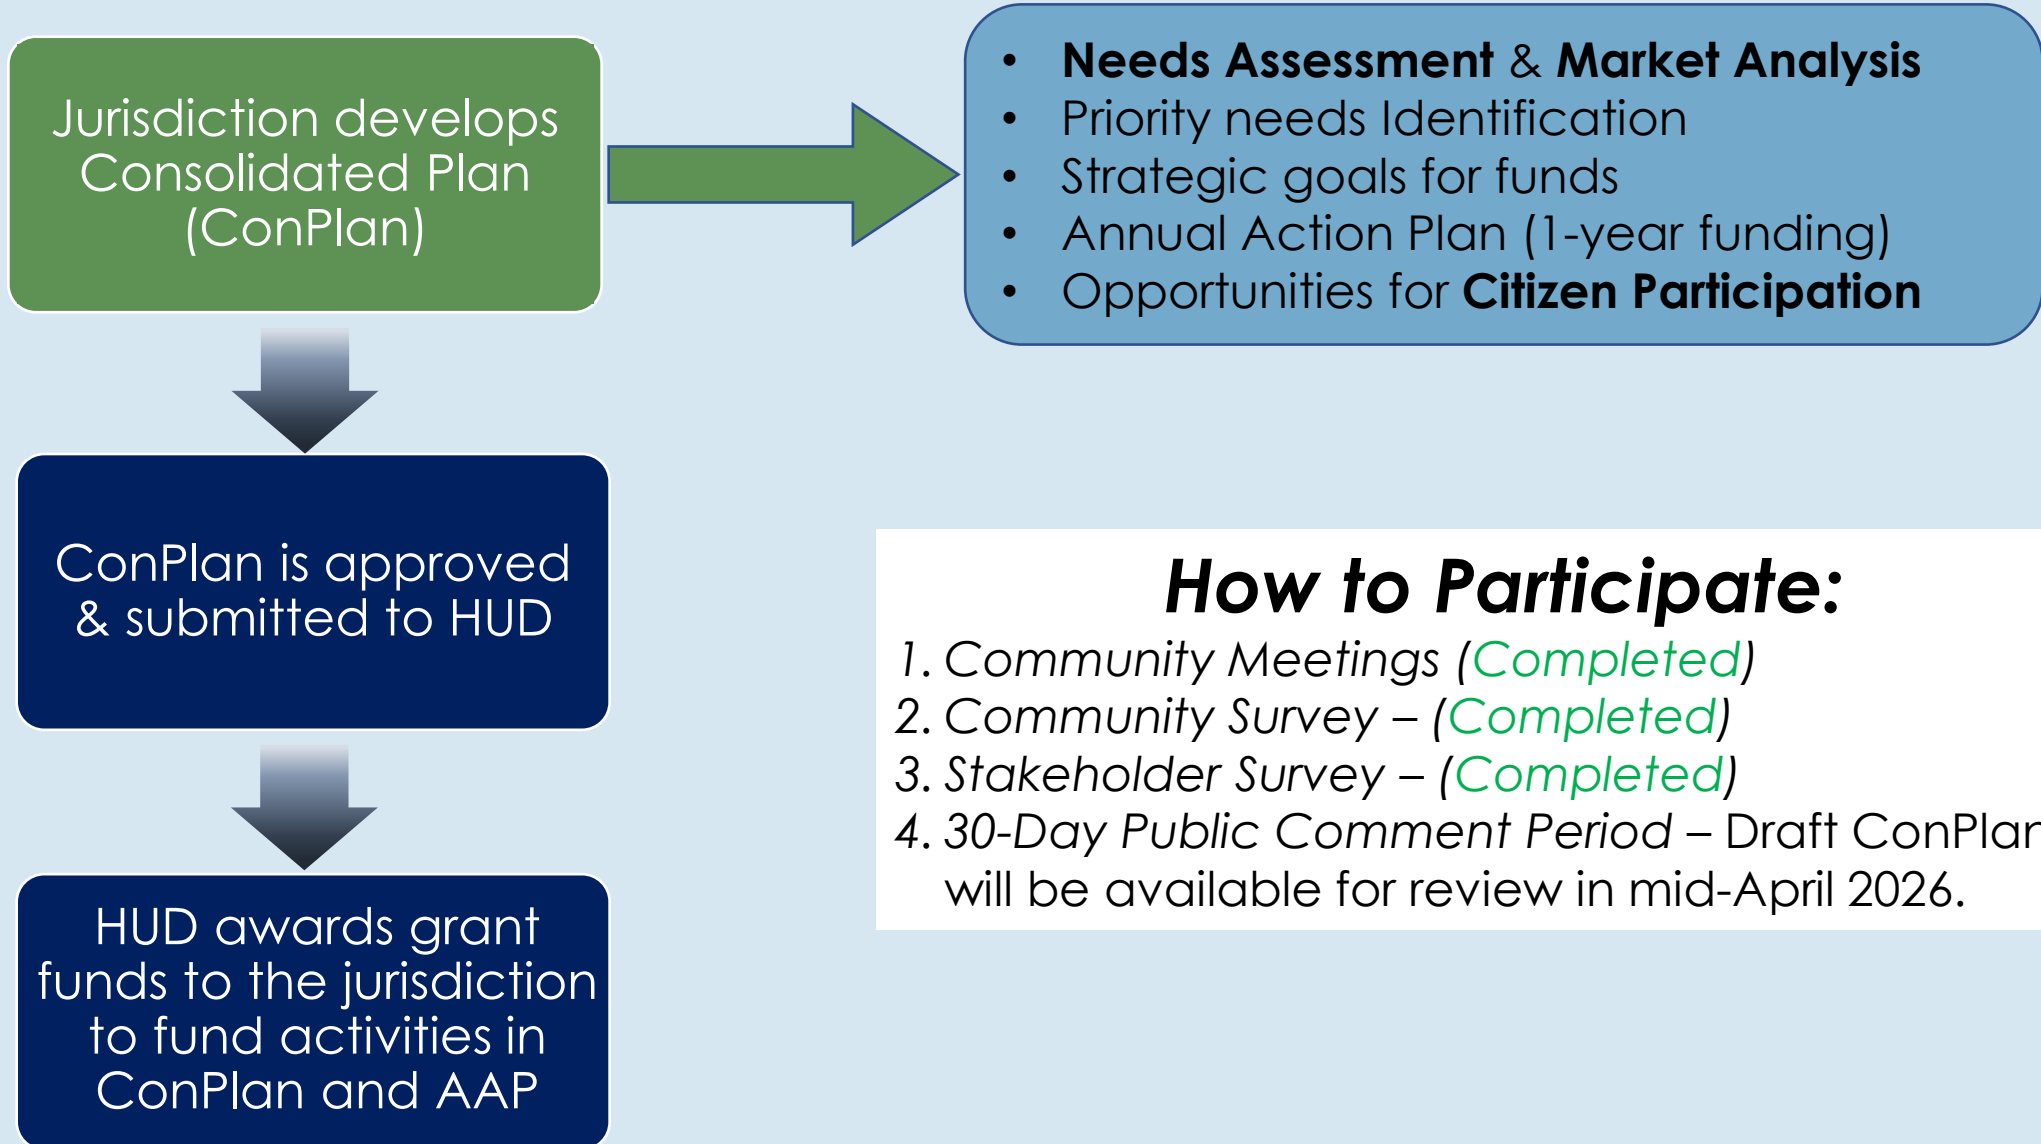 Jurisdiction develops
Consolidated Plan
(ConPlan)
• Needs Assessment & Market Analysis
• Priority needs Identification
• Strategic goals for funds
• Annual Action Plan (1-year funding)
• Opportunities for Citizen Participation
ConPlan is approved
& submitted to HUD
HUD awards grant
funds to the jurisdiction
to fund activities in
ConPlan and AAP
How to Participate:
1. Community Meetings (Completed)
2. Community Survey – (Completed)
3. Stakeholder Survey – (Completed)
4. 30-Day Public Comment Period – Draft ConPlan
will be available for review in mid-April 2026.